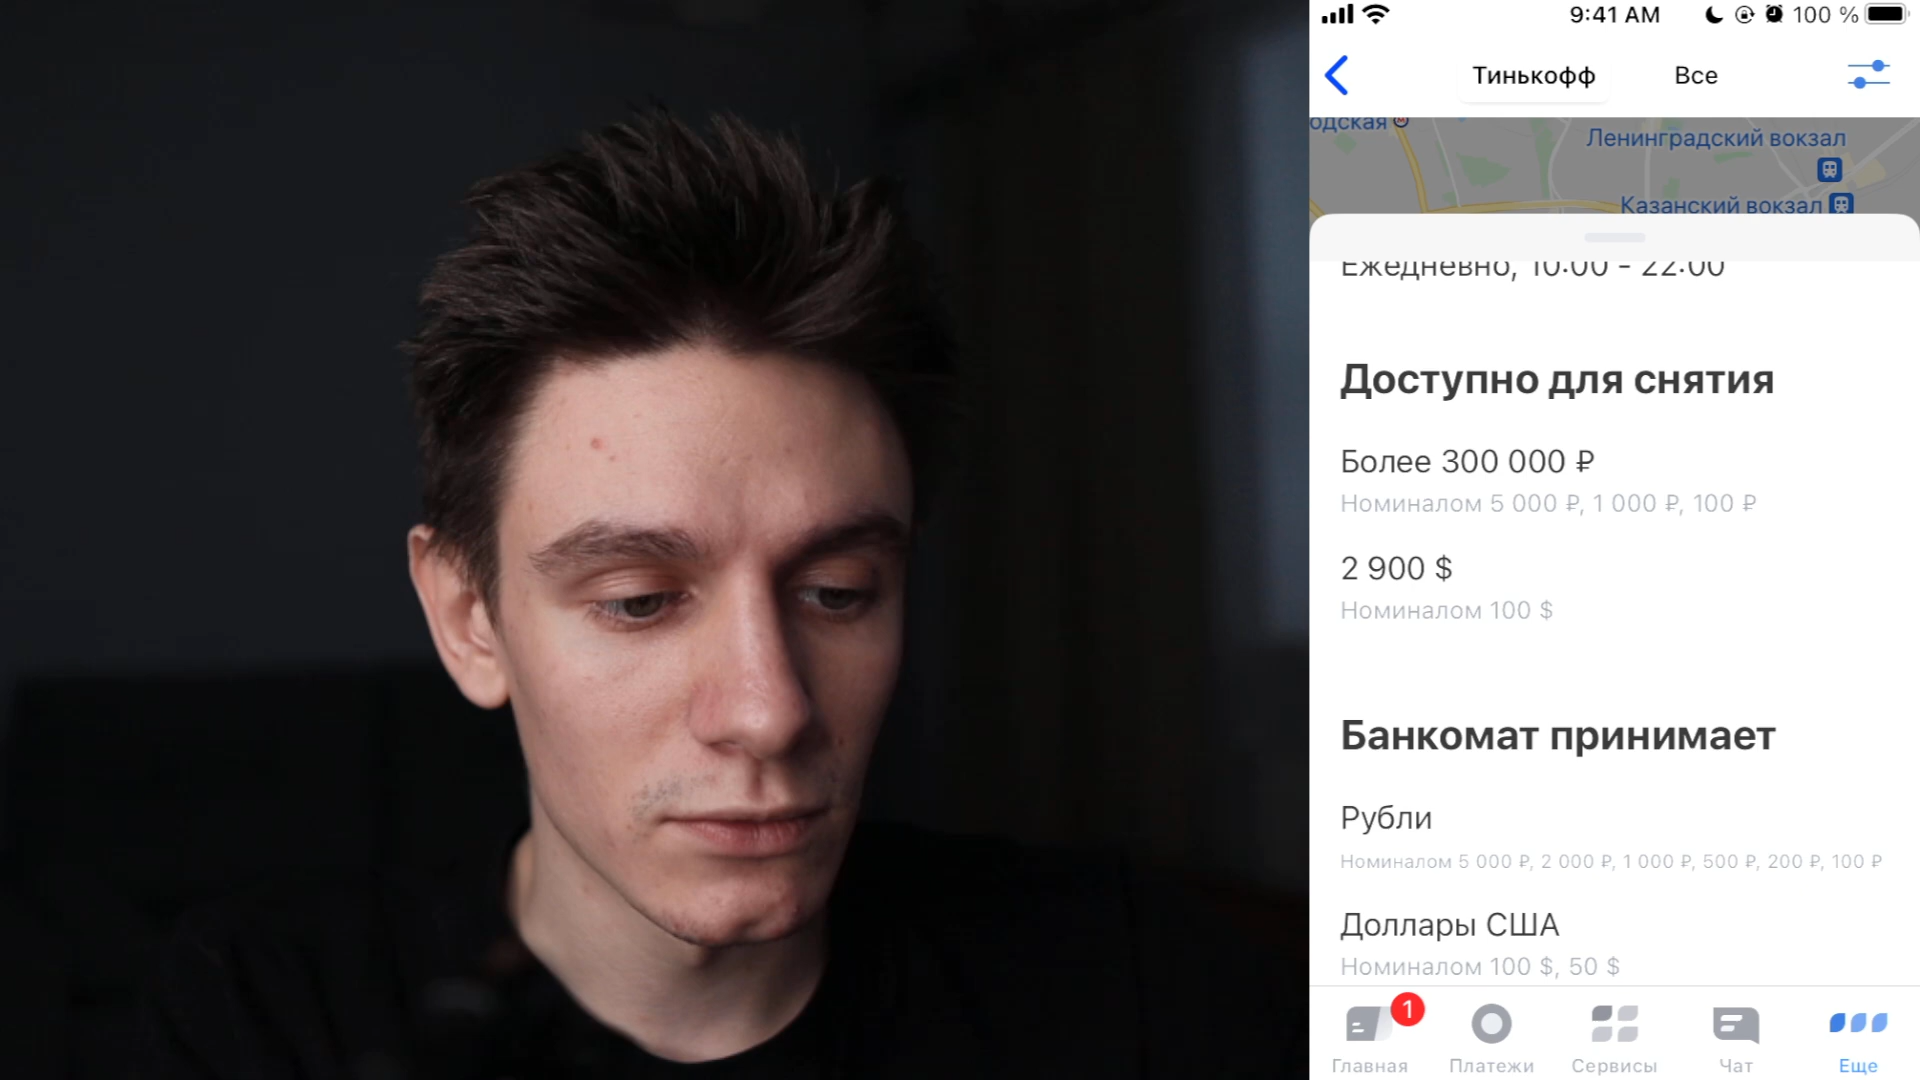 9:41 AM 100 %
Тинькофф Все
одская
Ленинградский вокзал
Казанский вокзал
Ежедневно, 10:00 - 22:00
Доступно для снятия
Более 300 000 ₽
Номиналом 5 000 ₽, 1 000 ₽, 100 ₽
2 900 $
Номиналом 100 $
Банкомат принимает
Рубли
Номиналом 5 000 ₽, 2 000 ₽, 1 000 ₽, 500 ₽, 200 ₽, 100 ₽
Доллары США
Номиналом 100 $, 50 $
1
Главная Платежи Сервисы Чат Еще